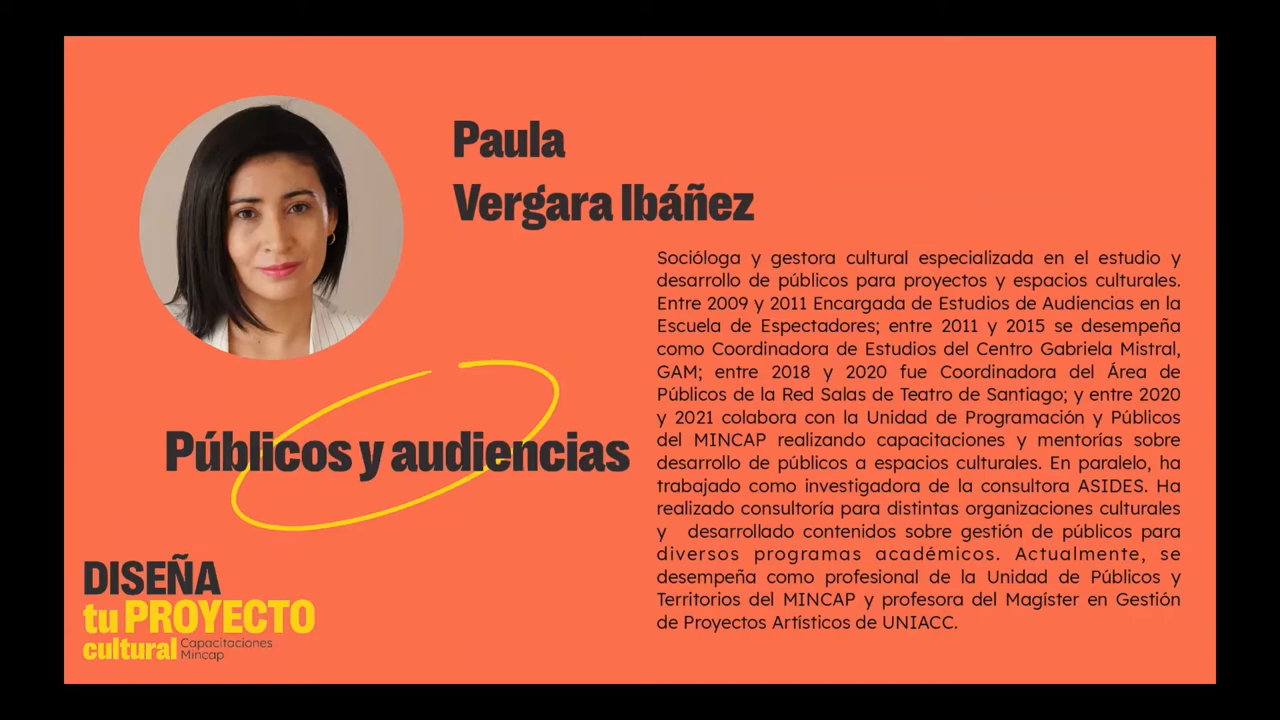 Paula
Vergara Ibáñez
Socióloga y gestora cultural especializada en el estudio y
desarrollo de públicos para proyectos y espacios culturales.
Entre 2009 y 2011 Encargada de Estudios de Audiencias en la
Escuela de Espectadores; entre 2011 y 2015 se desempeña
como Coordinadora de Estudios del Centro Gabriela Mistral,
GAM; entre 2018 y 2020 fue Coordinadora del Área de
Públicos de la Red Salas de Teatro de Santiago; y entre 2020
y 2021 colabora con la Unidad de Programación y Públicos
del MINCAP realizando capacitaciones y mentorías sobre
desarrollo de públicos a espacios culturales. En paralelo, ha
trabajado como investigadora de la consultora ASIDES. Ha
realizado consultoría para distintas organizaciones culturales
y desarrollado contenidos sobre gestión de públicos para
diversos programas académicos. Actualmente, se
desempeña como profesional de la Unidad de Públicos y
Territorios del MINCAP y profesora del Magíster en Gestión
de Proyectos Artísticos de UNIACC.
Públicos y audiencias
DISEÑA
tu PROYECTO
cultural Capacitaciones
Mincap